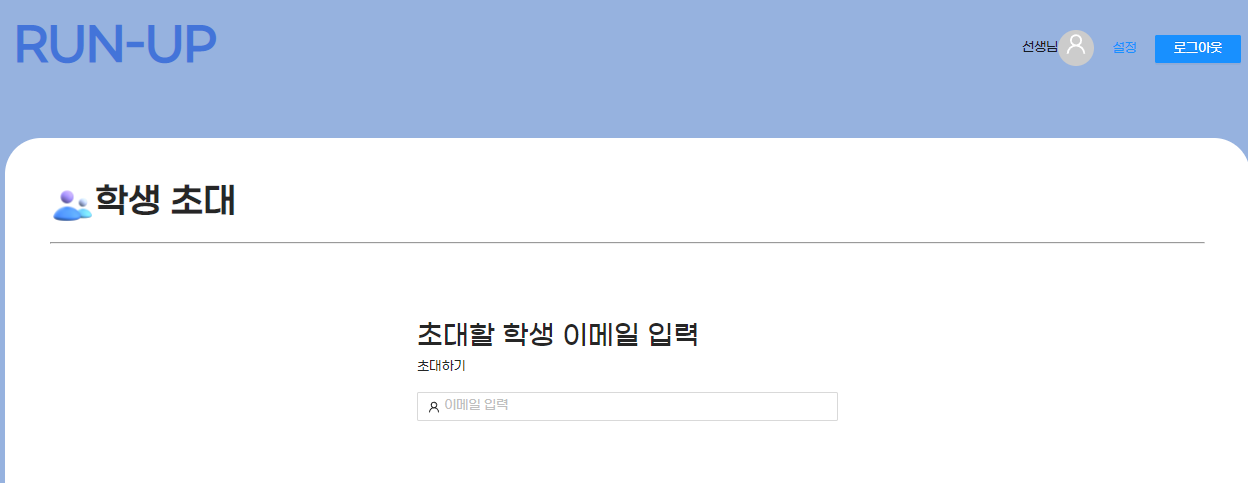 RUN-UP
선생님 설정 로그아웃
학생 초대
초대할 학생 이메일 입력
초대하기
이메일 입력